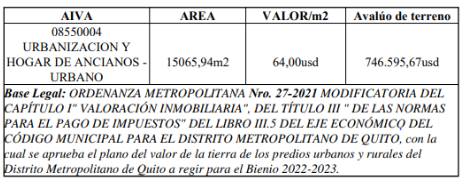 AIVA AREA VALOR/m2 Avalúo de terreno
08550004
URBANIZACION Y
HOGAR DE ANCIANOS -
URBANO
15065,94m2 64,00usd 746.595,67usd
Base Legal: ORDENANZA METROPOLITANA Nro. 27-2021 MODIFICATORIA DEL
CAPÍTULO I" VALORACIÓN INMOBILIARIA", DEL TÍTULO III " DE LAS NORMAS
PARA EL PAGO DE IMPUESTOS" DEL LIBRO III.5 DEL EJE ECONÓMICO DEL
CÓDIGO MUNICIPAL PARA EL DISTRITO METROPOLITANO DE QUITO, con la
cual se aprueba el plano del valor de la tierra de los predios urbanos y rurales del
Distrito Metropolitano de Quito a regir para el Bienio 2022-2023.